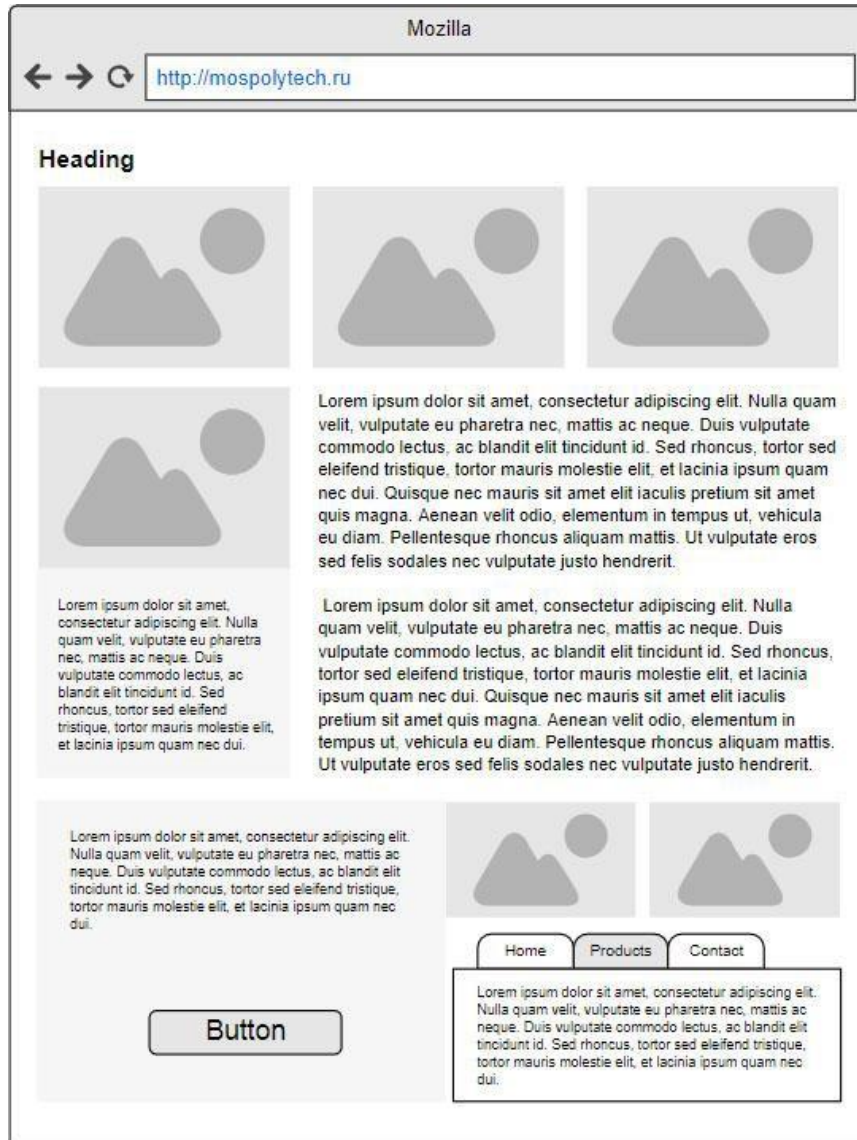 Mozilla
http://mospolytech.ru
Heading
Lorem ipsum dolor sit amet, consectetur adipiscing elit. Nulla quam
velit, vulputate eu pharetra nec, mattis ac neque. Duis vulputate
commodo lectus, ac blandit elit tincidunt id. Sed rhoncus, tortor sed
eleifend tristique, tortor mauris molestie elit, et lacinia ipsum quam
nec dui. Quisque nec mauris sit amet elit iaculis pretium sit amet
quis magna. Aenean velit odio, elementum in tempus ut, vehicula
eu diam. Pellentesque rhoncus aliquam mattis. Ut vulputate eros
sed felis sodales nec vulputate justo hendrerit.
Lorem ipsum dolor sit amet,
consectetur adipiscing elit. Nulla
quam velit, vulputate eu pharetra
nec, mattis ac neque. Duis
vulputate commodo lectus, ac
blandit elit tincidunt id. Sed
rhoncus, tortor sed eleifend
tristique, tortor mauris molestie elit,
et lacinia ipsum quam nec dui.
Lorem ipsum dolor sit amet, consectetur adipiscing elit. Nulla
quam velit, vulputate eu pharetra nec, mattis ac neque. Duis
vulputate commodo lectus, ac blandit elit tincidunt id. Sed rhoncus,
tortor sed eleifend tristique, tortor mauris molestie elit, et lacinia
ipsum quam nec dui. Quisque nec mauris sit amet elit iaculis
pretium sit amet quis magna. Aenean velit odio, elementum in
tempus ut, vehicula eu diam. Pellentesque rhoncus aliquam mattis.
Ut vulputate eros sed felis sodales nec vulputate justo hendrerit.
Lorem ipsum dolor sit amet, consectetur adipiscing elit.
Nulla quam velit, vulputate eu pharetra nec, mattis ac
neque. Duis vulputate commodo lectus, ac blandit elit
tincidunt id. Sed rhoncus, tortor sed eleifend tristique,
tortor mauris molestie elit, et lacinia ipsum quam nec
dui.
Button
Home Products Contact
Lorem ipsum dolor sit amet, consectetur adipiscing elit.
Nulla quam velit, vulputate eu pharetra nec, mattis ac
neque. Duis vulputate commodo lectus, ac blandit elit
tincidunt id. Sed rhoncus, tortor sed eleifend tristique,
tortor mauris molestie elit, et lacinia ipsum quam nec
dui.